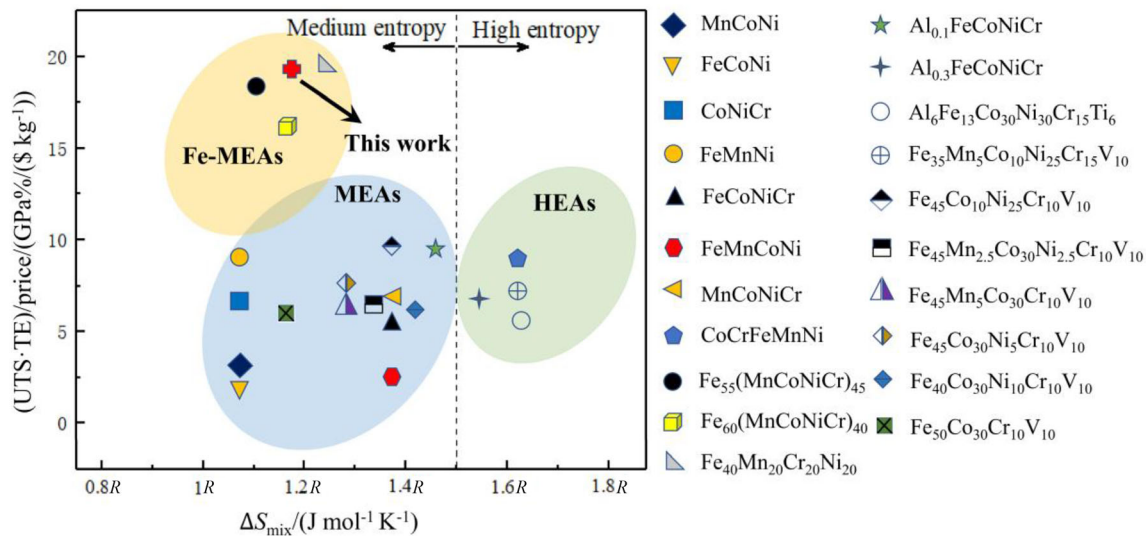 Medium entropy
High entropy
20
15
10
5
0
(UTS·TE)/price/(GPa%/($ kg⁻¹))
Fe-MEAs
This work
MEAs
HEAs
0.8R
1R
1.2R
1.4R
1.6R
1.8R
ΔSₘᵢₓ/(J mol⁻¹ K⁻¹)
MnCoNi
FeCoNi
CoNiCr
FeMnNi
FeCoNiCr
FeMnCoNi
MnCoNiCr
CoCrFeMnNi
Fe₅₅(MnCoNiCr)₄₅
Fe₆₀(MnCoNiCr)₄₀
Fe₄₀Mn₂₀Cr₂₀Ni₂₀
Al₀.₁FeCoNiCr
Al₀.₃FeCoNiCr
Al₆Fe₁₃Co₃₀Ni₃₀Cr₁₅Ti₆
Fe₃₅Mn₅Co₁₀Ni₂₅Cr₁₅V₁₀
Fe₄₅Co₁₀Ni₂₅Cr₁₀V₁₀
Fe₄₅Mn₂.₅Co₃₀Ni₂.₅Cr₁₀V₁₀
Fe₄₅Mn₅Co₃₀Cr₁₀V₁₀
Fe₄₅Co₃₀Ni₅Cr₁₀V₁₀
Fe₄₀Co₃₀Ni₁₀Cr₁₀V₁₀
Fe₅₀Co₃₀Cr₁₀V₁₀